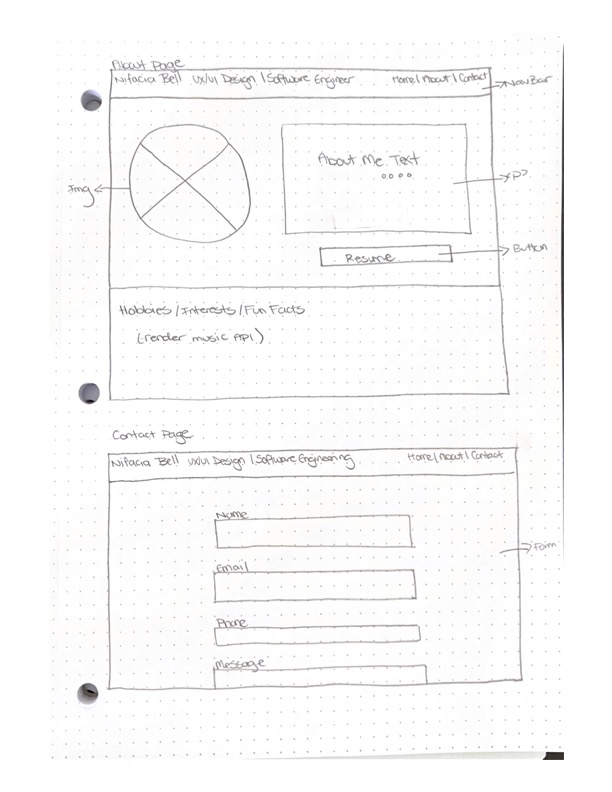 About Page
Nifacia Bell UX/UI Design | Software Engineer Home | About | Contact
NavBar
About Me Text
Img
<p>
Resume
Button
Hobbies / Interests / Fun Facts
(render music API)
Contact Page
Nifacia Bell UX/UI Design | Software Engineering Home | About | Contact
Name
Form
Email
Phone
Message